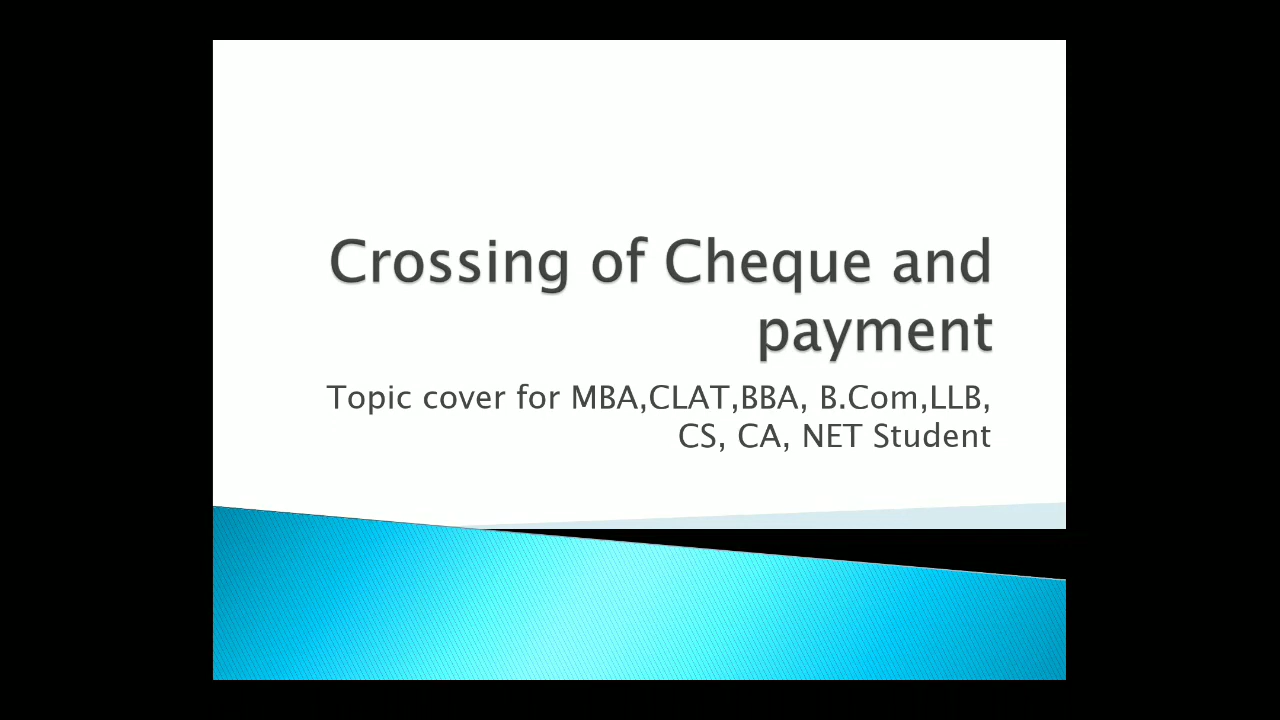 Crossing of Cheque and
payment
Topic cover for MBA,CLAT,BBA, B.Com,LLB,
CS, CA, NET Student